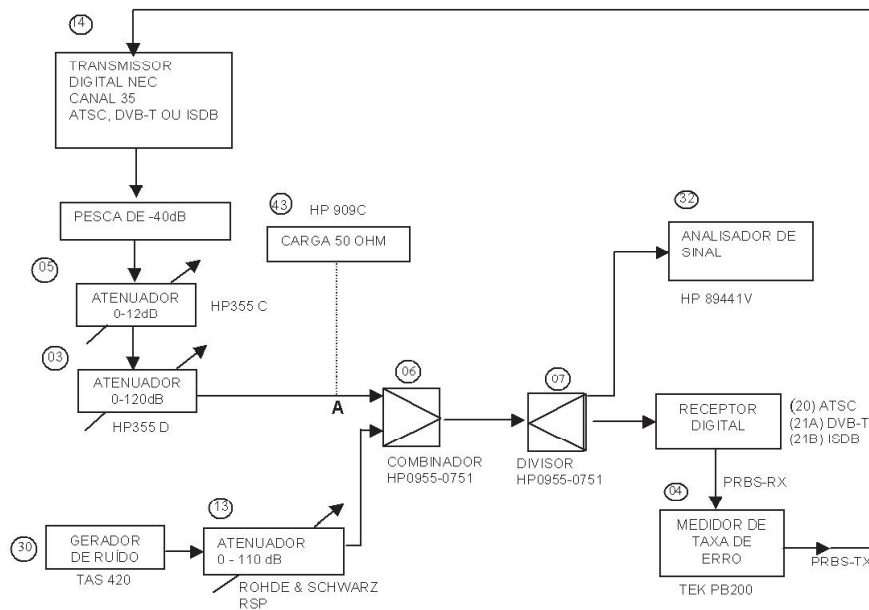 14
TRANSMISSOR
DIGITAL NEC
CANAL 35
ATSC, DVB-T OU ISDB
PESCA DE -40dB
43
HP 909C
CARGA 50 OHM
32
ANALISADOR DE
SINAL
HP 89441V
05
ATENUADOR
0-12dB
HP355 C
03
ATENUADOR
0-120dB
HP355 D
A
06
COMBINADOR
HP0955-0751
07
DIVISOR
HP0955-0751
RECEPTOR
DIGITAL
(20) ATSC
(21A) DVB-T
(21B) ISDB
PRBS-RX
04
MEDIDOR DE
TAXA DE
ERRO
TEK PB200
PRBS-TX
30
GERADOR
DE RUÍDO
TAS 420
13
ATENUADOR
0 - 110 dB
ROHDE & SCHWARZ
RSP